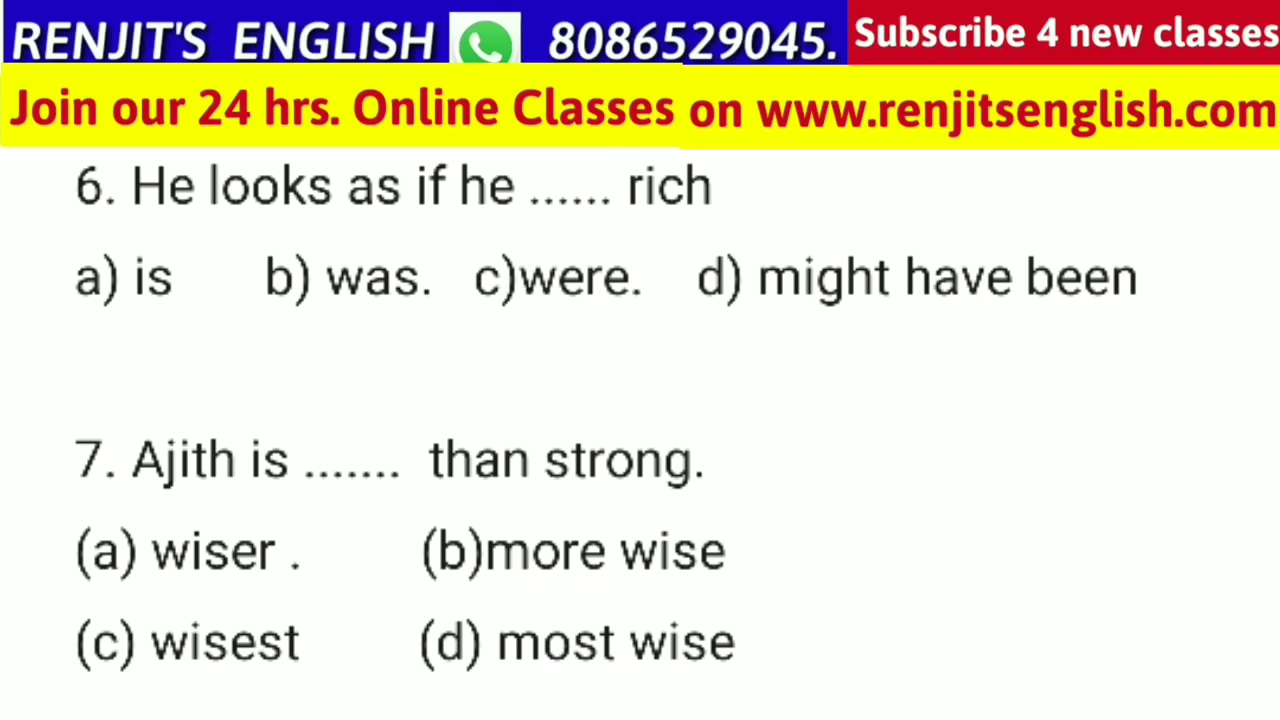 RENJIT'S ENGLISH 8086529045. Subscribe 4 new classes
Join our 24 hrs. Online Classes on www.renjitsenglish.com
6. He looks as if he ...... rich
a) is b) was. c)were. d) might have been
7. Ajith is ....... than strong.
(a) wiser . (b)more wise
(c) wisest (d) most wise